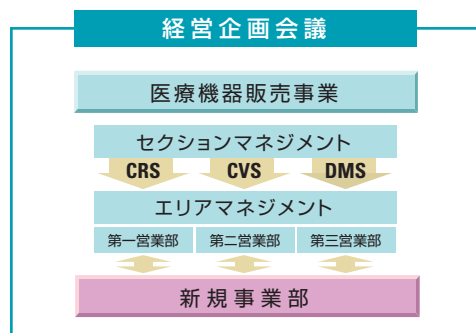 経営企画会議
医療機器販売事業
セクションマネジメント
CRS CVS DMS
エリアマネジメント
第一営業部 第二営業部 第三営業部
新規事業部